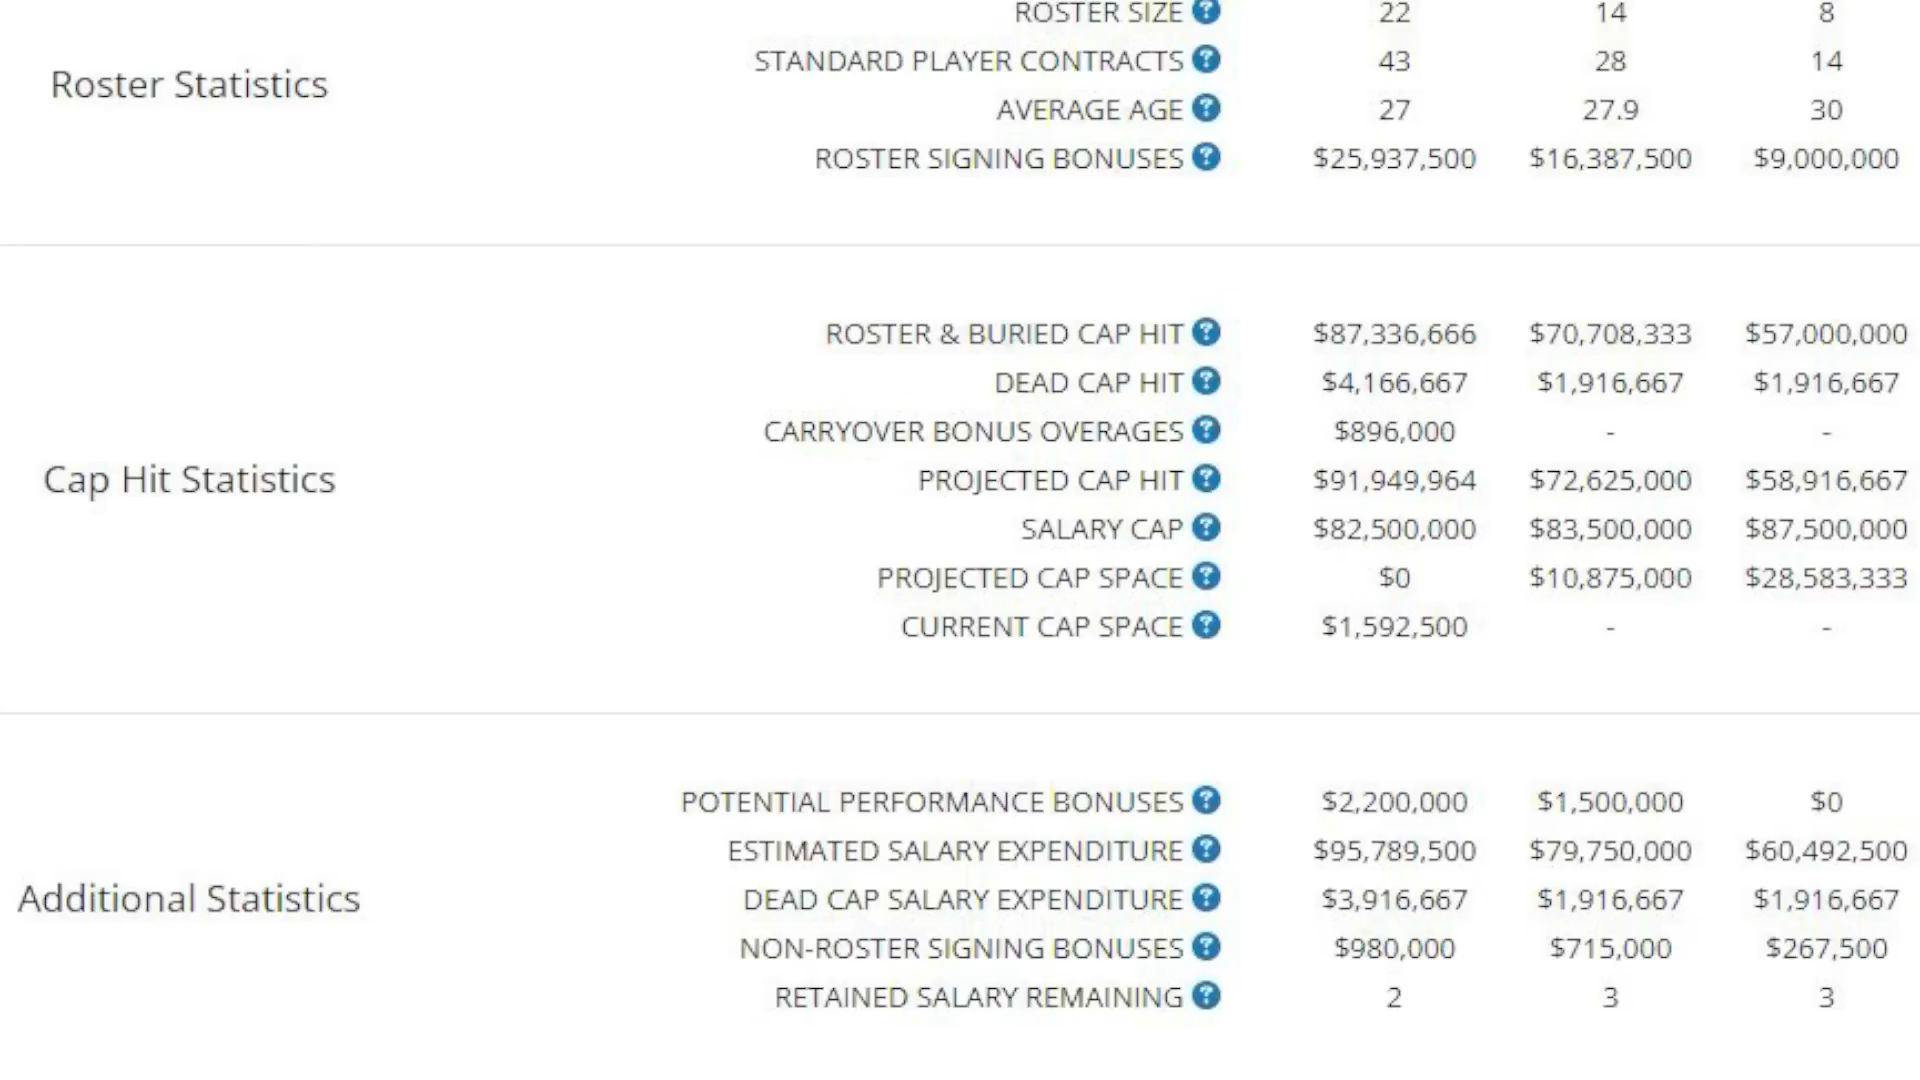 ROSTER SIZE ? 22 14 8
STANDARD PLAYER CONTRACTS ? 43 28 14
Roster Statistics
AVERAGE AGE ? 27 27.9 30
ROSTER SIGNING BONUSES ? $25,937,500 $16,387,500 $9,000,000
ROSTER & BURIED CAP HIT ? $87,336,666 $70,708,333 $57,000,000
DEAD CAP HIT ? $4,166,667 $1,916,667 $1,916,667
CARRYOVER BONUS OVERAGES ? $896,000 - -
Cap Hit Statistics
PROJECTED CAP HIT ? $91,949,964 $72,625,000 $58,916,667
SALARY CAP ? $82,500,000 $83,500,000 $87,500,000
PROJECTED CAP SPACE ? $0 $10,875,000 $28,583,333
CURRENT CAP SPACE ? $1,592,500 - -
POTENTIAL PERFORMANCE BONUSES ? $2,200,000 $1,500,000 $0
ESTIMATED SALARY EXPENDITURE ? $95,789,500 $79,750,000 $60,492,500
Additional Statistics
DEAD CAP SALARY EXPENDITURE ? $3,916,667 $1,916,667 $1,916,667
NON-ROSTER SIGNING BONUSES ? $980,000 $715,000 $267,500
RETAINED SALARY REMAINING ? 2 3 3